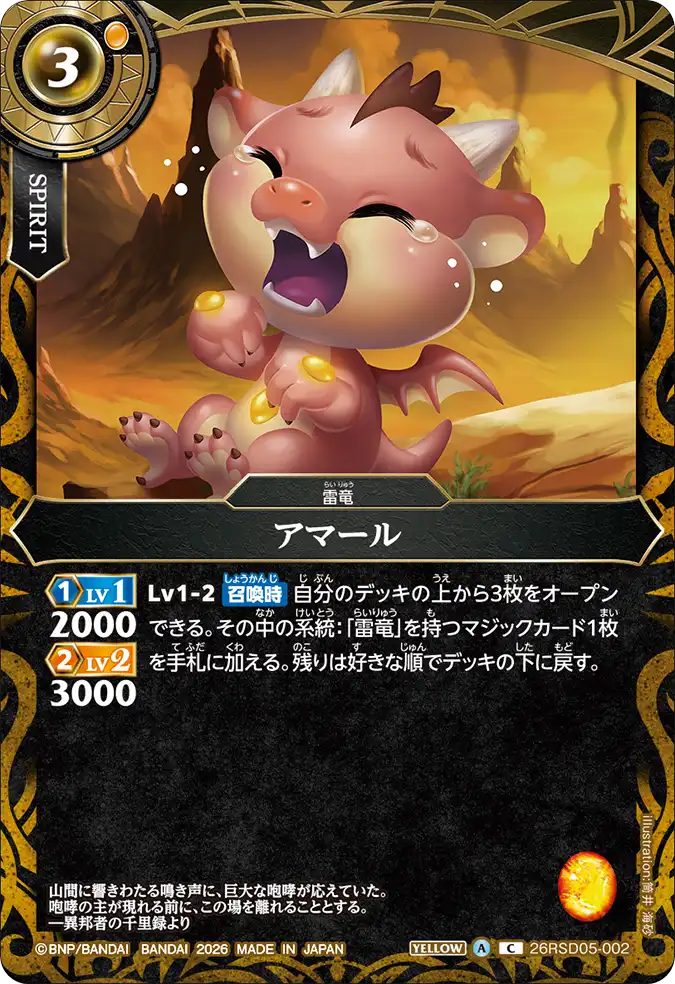 3
SPIRIT
らいりゅう
雷竜
アマール
1 LV1
2000
2 LV2
3000
Lv1-2 召喚時 自分のデッキの上から3枚をオープン
できる。その中の系統：「雷竜」を持つマジックカード1枚
を手札に加える。残りは好きな順でデッキの下に戻す。
山間に響きわたる鳴き声に、巨大な咆哮が応えていた。
咆哮の主が現れる前に、この場を離れることとする。
―異邦者の千里録より
illustration:筒井 海砂
©BNP/BANDAI BANDAI 2026 MADE IN JAPAN
YELLOW A C 26RSD05-002